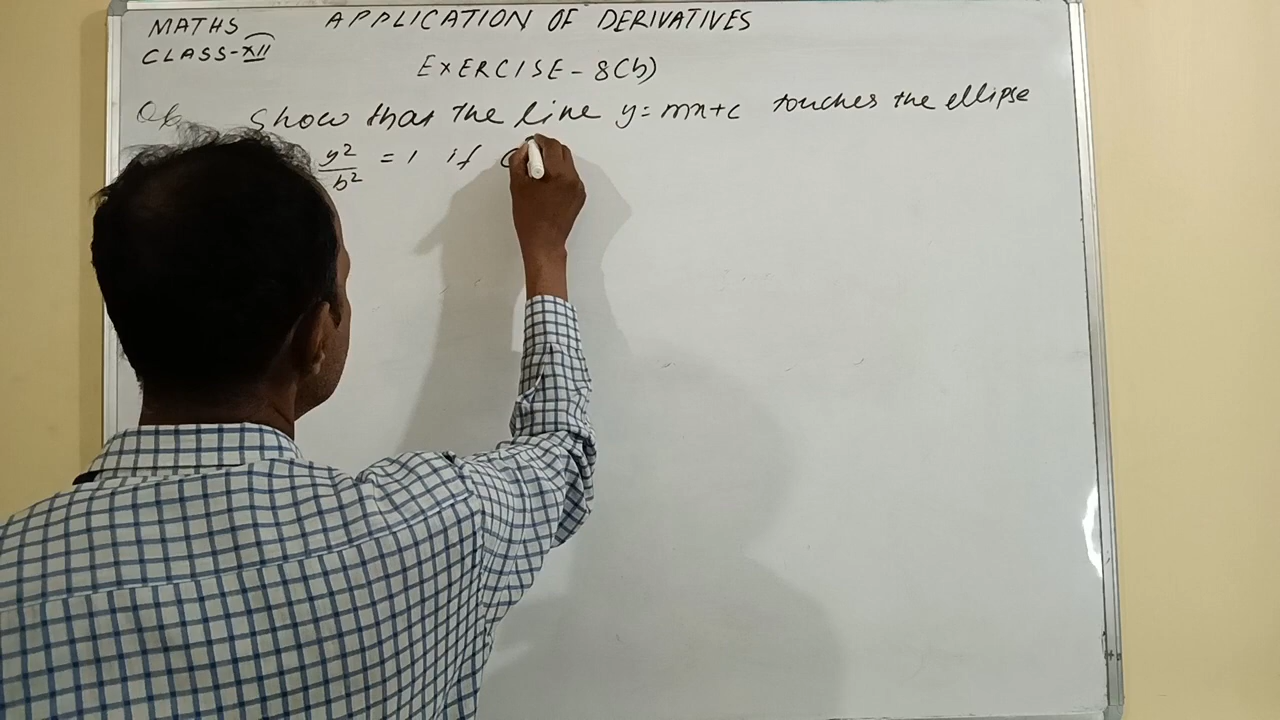 MATHS
CLASS-XII
APPLICATION OF DERIVATIVES
EXERCISE-8(b)
Q6 Show that the line y=mx+c touches the ellipse
y²/b² = 1 if c